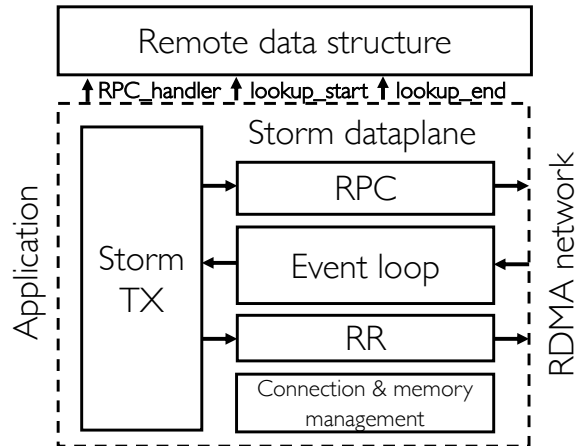 Remote data structure
RPC_handler
lookup_start
lookup_end
Storm dataplane
Application
Storm
TX
RPC
Event loop
RR
Connection & memory
management
RDMA network